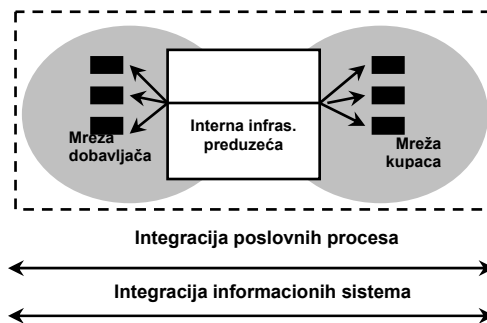 Interna infras.
preduzeća
Mreža
dobavljača
Mreža
kupaca
Integracija poslovnih procesa
Integracija informacionih sistema